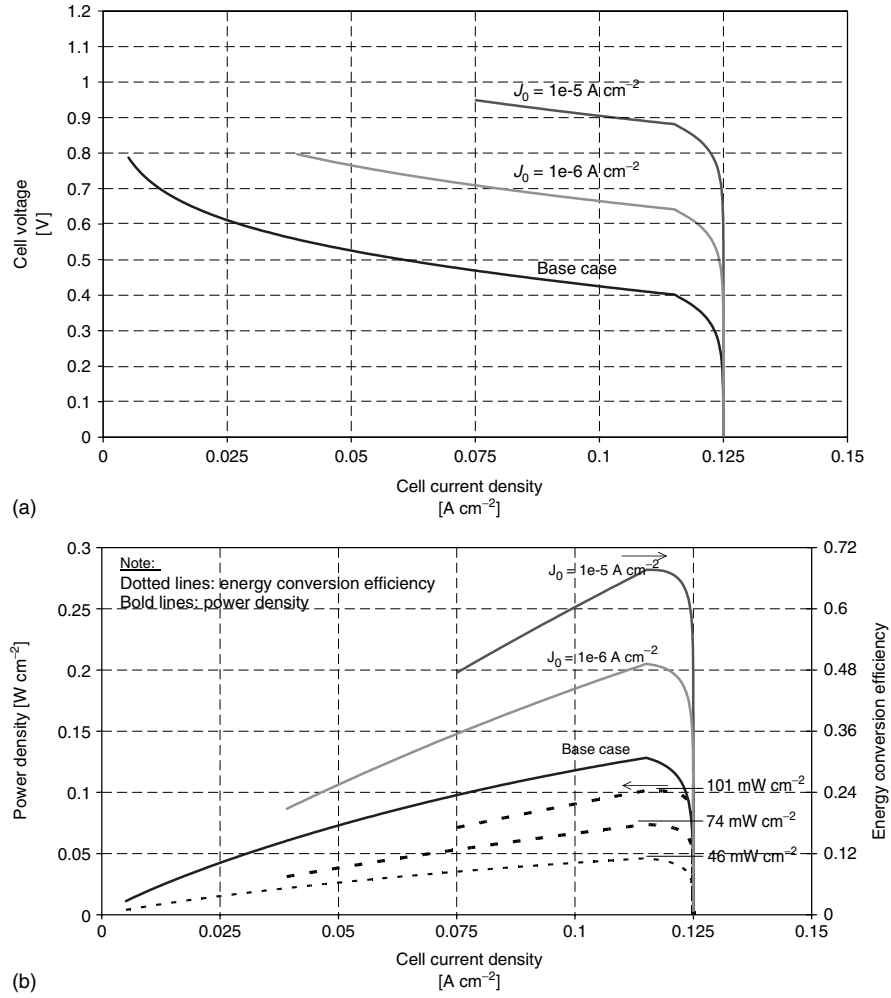 1.2
1.1
1
0.9
0.8
0.7
0.6
0.5
0.4
0.3
0.2
0.1
0
Cell voltage
[V]
J₀ = 1e-5 A cm⁻²
J₀ = 1e-6 A cm⁻²
Base case
0 0.025 0.05 0.075 0.1 0.125 0.15
Cell current density
[A cm⁻²]
(a)
0.3
0.25
0.2
0.15
0.1
0.05
0
Power density [W cm⁻²]
Note:
Dotted lines: energy conversion efficiency
Bold lines: power density
J₀ = 1e-5 A cm⁻²
J₀ = 1e-6 A cm⁻²
Base case
101 mW cm⁻²
74 mW cm⁻²
46 mW cm⁻²
0.72
0.6
0.48
0.36
0.24
0.12
0
Energy conversion efficiency
0 0.025 0.05 0.075 0.1 0.125 0.15
Cell current density
[A cm⁻²]
(b)